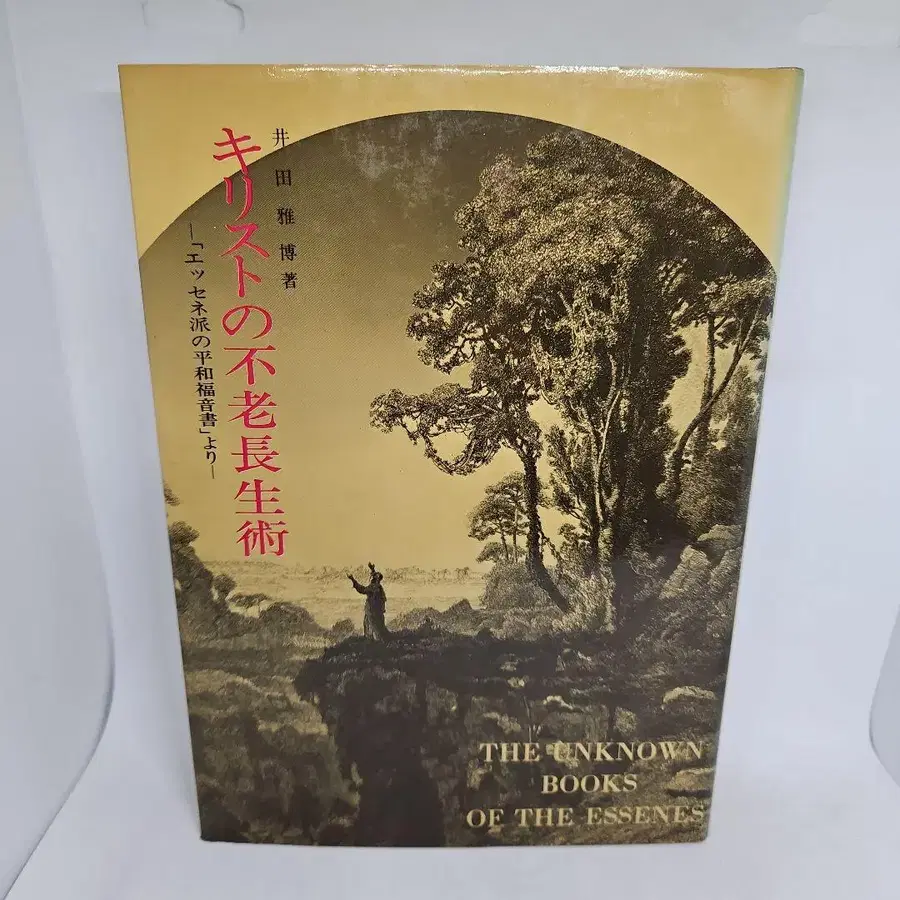 井田雅博著
キリストの不老長生術
―「エッセネ派の平和福音書」より―
THE UNKNOWN
BOOKS
OF THE ESSENES